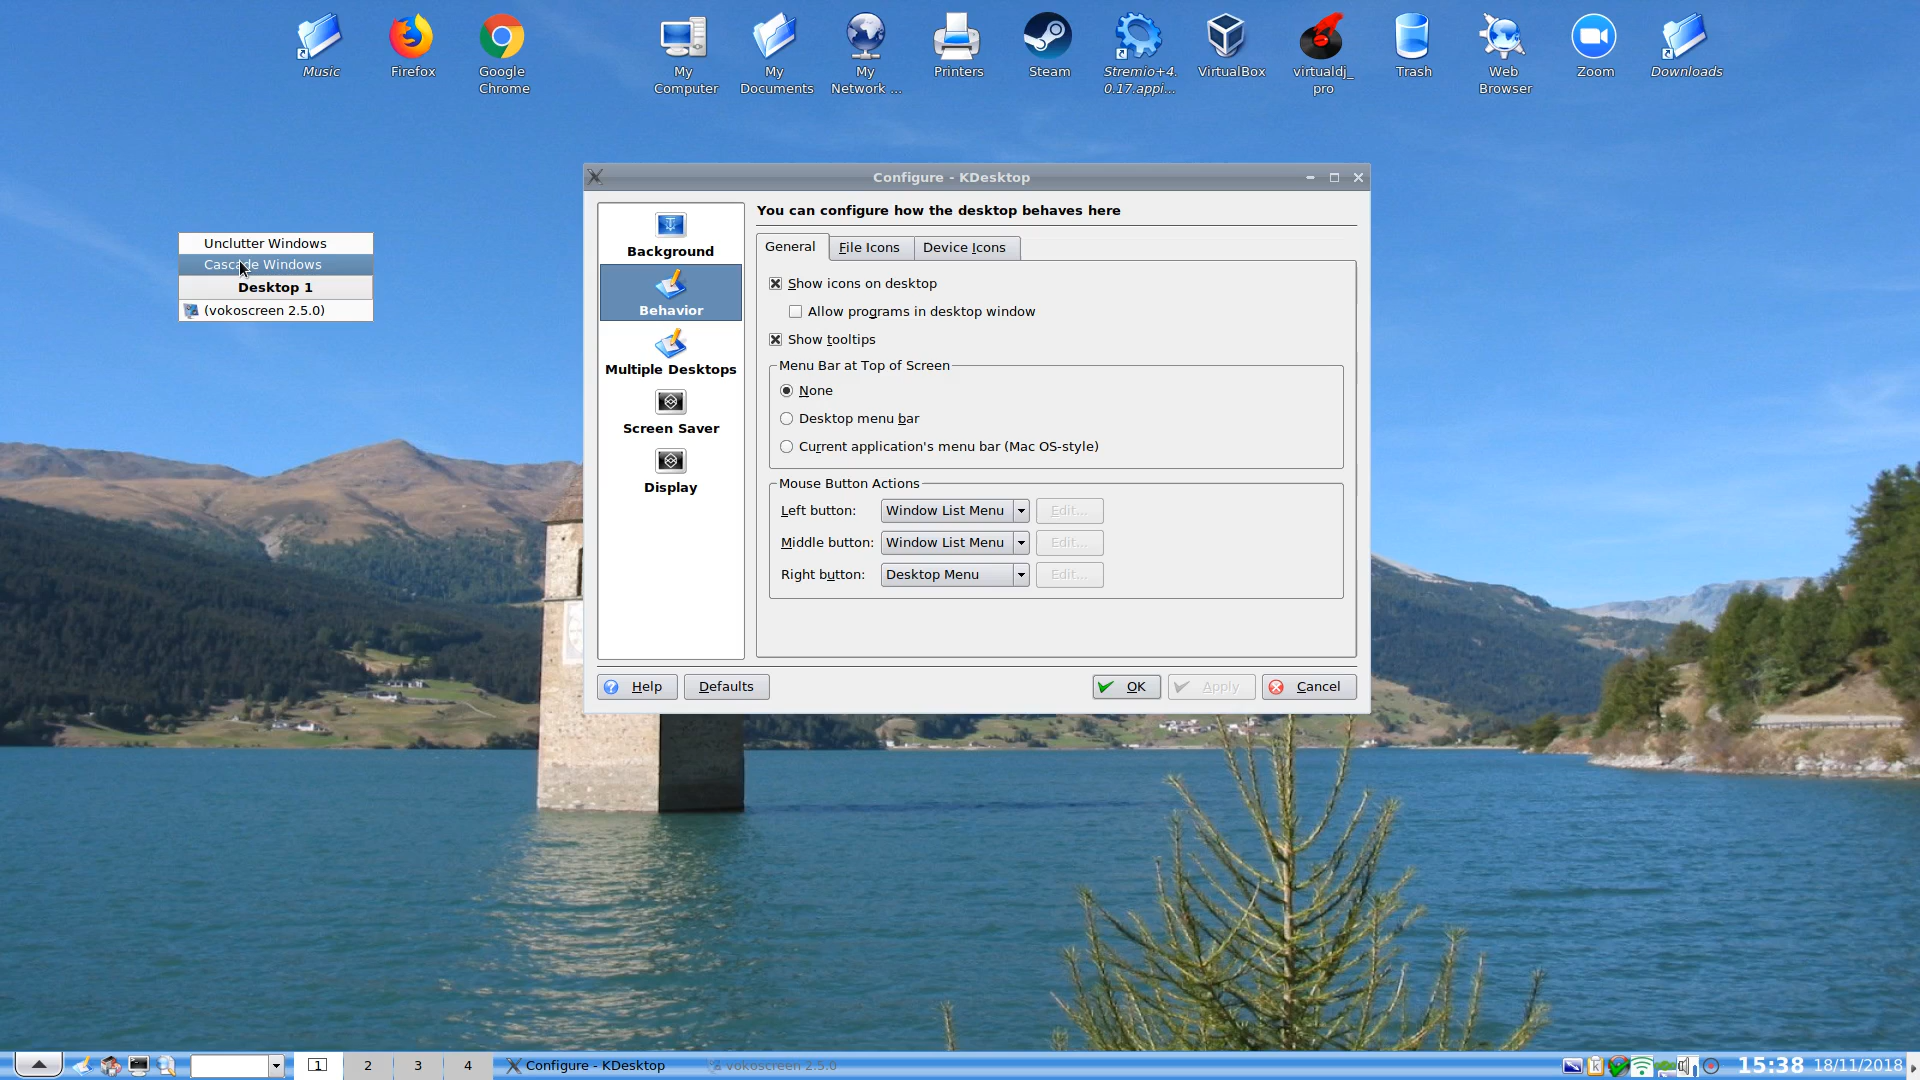 Music
Firefox
Google
Chrome
My
Computer
My
Documents
My
Network ...
Printers
Steam
Stremio+4.
0.17.appi...
VirtualBox
virtualdj_
pro
Trash
Web
Browser
Zoom
Downloads
Unclutter Windows
Cascade Windows
Desktop 1
(vokoscreen 2.5.0)
Configure - KDesktop
Background
Behavior
Multiple Desktops
Screen Saver
Display
You can configure how the desktop behaves here
General
File Icons
Device Icons
Show icons on desktop
Allow programs in desktop window
Show tooltips
Menu Bar at Top of Screen
None
Desktop menu bar
Current application's menu bar (Mac OS-style)
Mouse Button Actions
Left button:
Window List Menu
Edit...
Middle button:
Window List Menu
Edit...
Right button:
Desktop Menu
Edit...
Help
Defaults
OK
Apply
Cancel
1
2
3
4
Configure - KDesktop
vokoscreen 2.5.0
15:38
18/11/2018